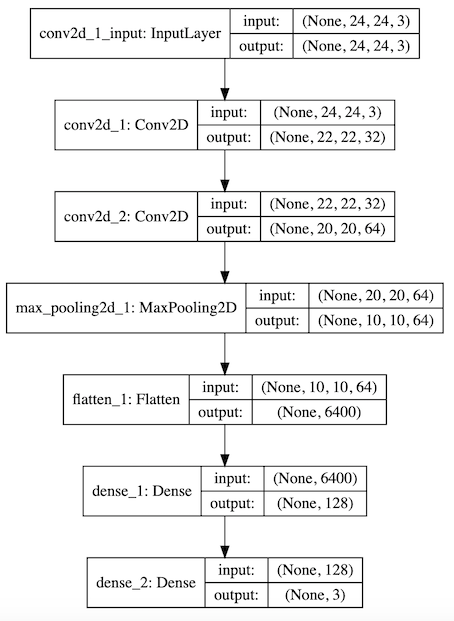 conv2d_1_input: InputLayer
input: (None, 24, 24, 3)
output: (None, 24, 24, 3)
conv2d_1: Conv2D
input: (None, 24, 24, 3)
output: (None, 22, 22, 32)
conv2d_2: Conv2D
input: (None, 22, 22, 32)
output: (None, 20, 20, 64)
max_pooling2d_1: MaxPooling2D
input: (None, 20, 20, 64)
output: (None, 10, 10, 64)
flatten_1: Flatten
input: (None, 10, 10, 64)
output: (None, 6400)
dense_1: Dense
input: (None, 6400)
output: (None, 128)
dense_2: Dense
input: (None, 128)
output: (None, 3)